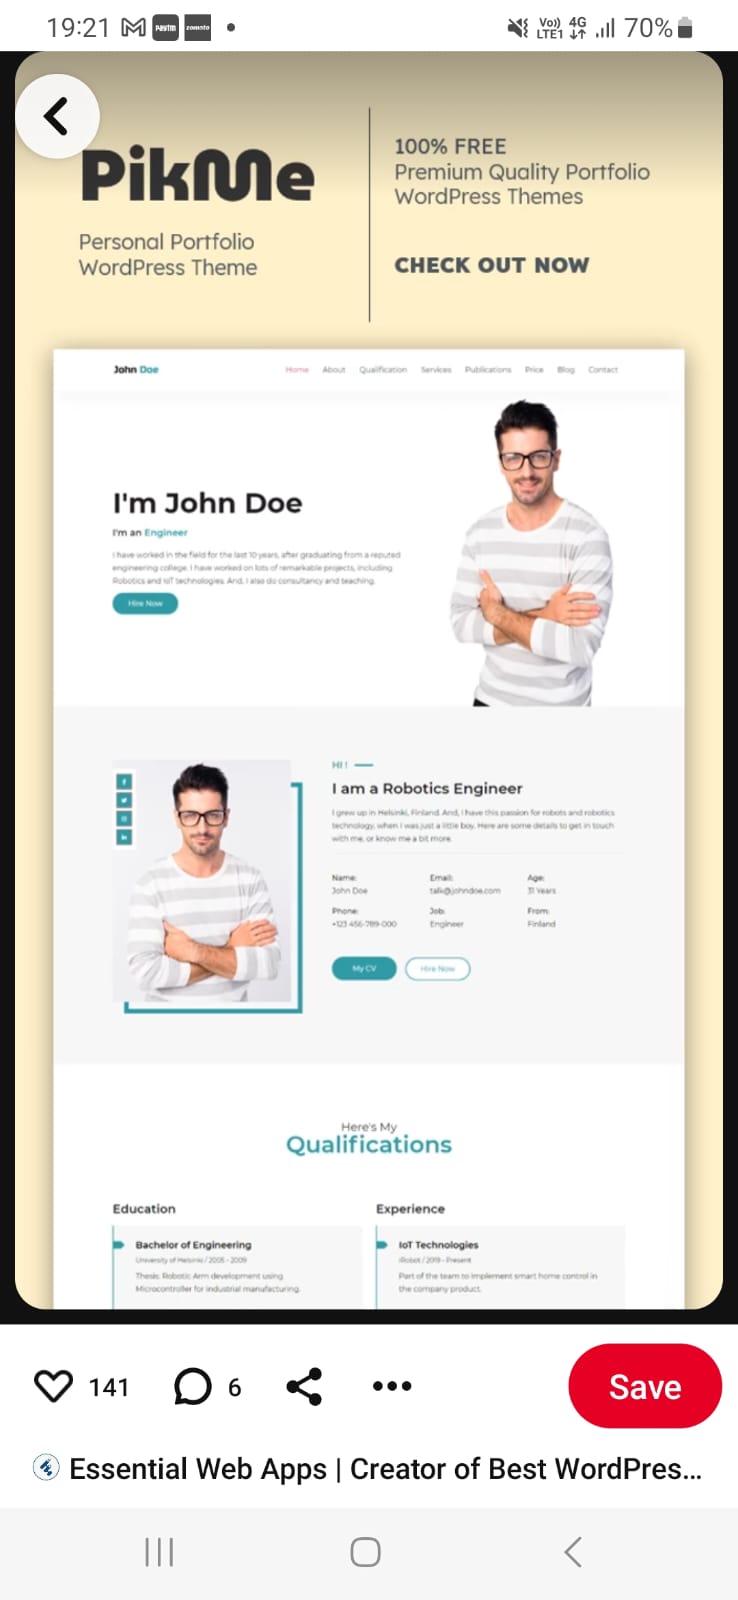 19:21
paytm
zomato
Vo))
LTE1
4G
70%
PikMe
Personal Portfolio
WordPress Theme
100% FREE
Premium Quality Portfolio
WordPress Themes
CHECK OUT NOW
John Doe
Home About Qualification Services Publications Price Blog Contact
I'm John Doe
I'm an Engineer
I have worked in the field for the last 10 years, after graduating from a reputed
engineering college. I have worked on lots of remarkable projects, including
Robotics and IoT technologies. And, I also do consultancy and teaching.
Hire Now
HI !
I am a Robotics Engineer
I grew up in Helsinki, Finland. And, I have this passion for robots and robotics
technology, when I was just a little boy. Here are some details to get in touch
with me, or know me a bit more.
Name: Email: Age:
John Doe talk@johndoe.com 31 Years
Phone: Job: From:
+123 456-789-000 Engineer Finland
My CV Hire Now
Here's My
Qualifications
Education
Bachelor of Engineering
University of Helsinki / 2005 - 2009
Thesis: Robotic Arm development using
Microcontroller for industrial manufacturing.
Experience
IoT Technologies
iRobot / 2019 - Present
Part of the team to implement smart home control in
the company product.
141
6
Save
Essential Web Apps | Creator of Best WordPres...